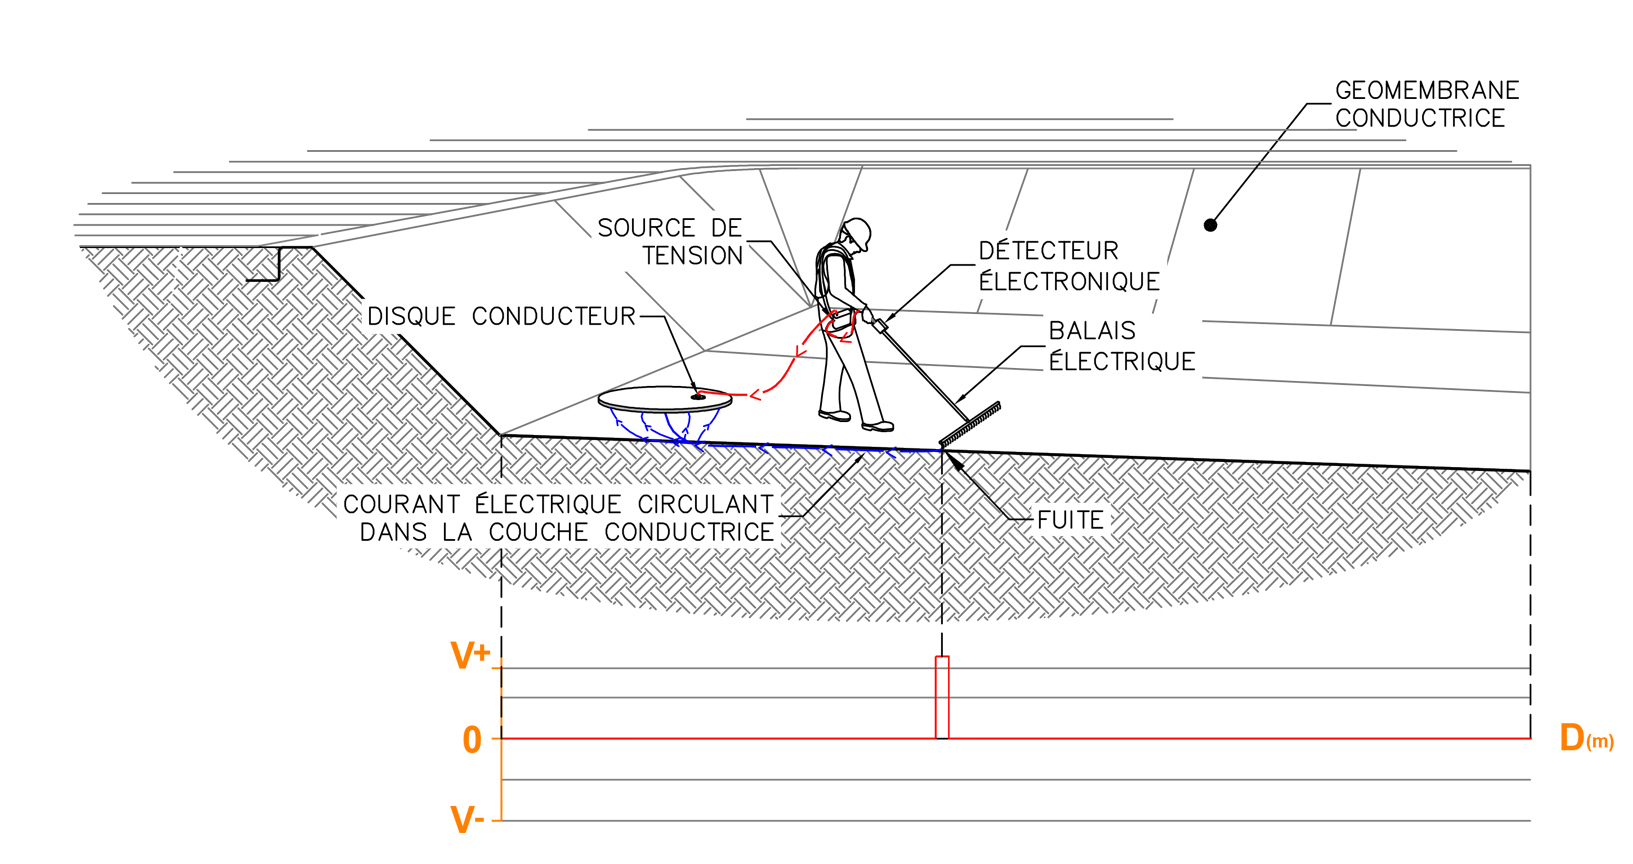 GEOMEMBRANE
CONDUCTRICE
SOURCE DE
TENSION
DÉTECTEUR
ÉLECTRONIQUE
DISQUE CONDUCTEUR
BALAIS
ÉLECTRIQUE
COURANT ÉLECTRIQUE CIRCULANT
DANS LA COUCHE CONDUCTRICE
FUITE
V+
0
D(m)
V-